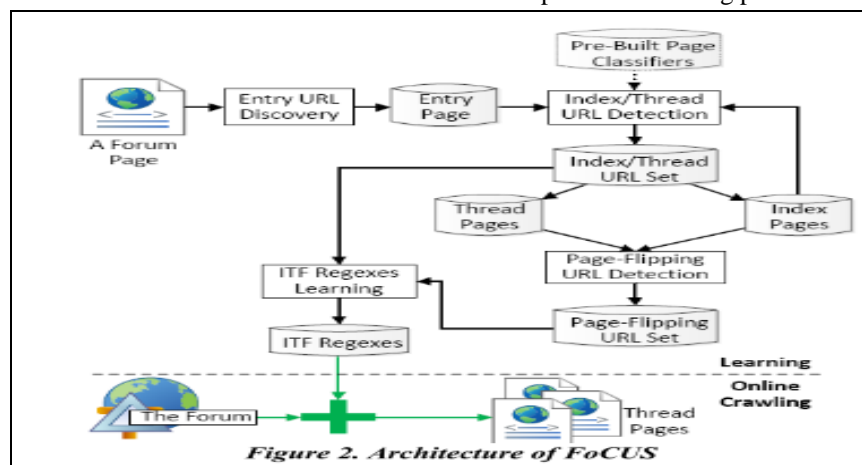 Pre-Built Page
Classifiers
Entry URL
Discovery
Entry
Page
Index/Thread
URL Detection
A Forum
Page
Index/Thread
URL Set
Thread
Pages
Index
Pages
ITF Regexes
Learning
Page-Flipping
URL Detection
ITF Regexes
Page-Flipping
URL Set
Learning
Online
Crawling
The Forum
Thread
Pages
Figure 2. Architecture of FoCUS